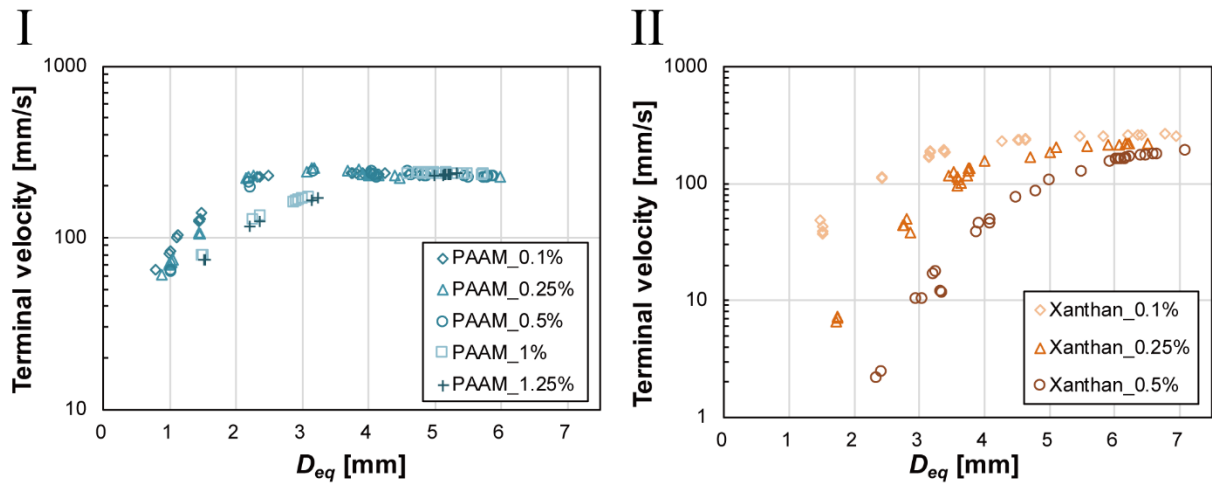 I
Terminal velocity [mm/s]
1000
100
10
0 1 2 3 4 5 6 7
D_eq [mm]
PAAM_0.1%
PAAM_0.25%
PAAM_0.5%
PAAM_1%
PAAM_1.25%
II
Terminal velocity [mm/s]
1000
100
10
1
0 1 2 3 4 5 6 7
D_eq [mm]
Xanthan_0.1%
Xanthan_0.25%
Xanthan_0.5%